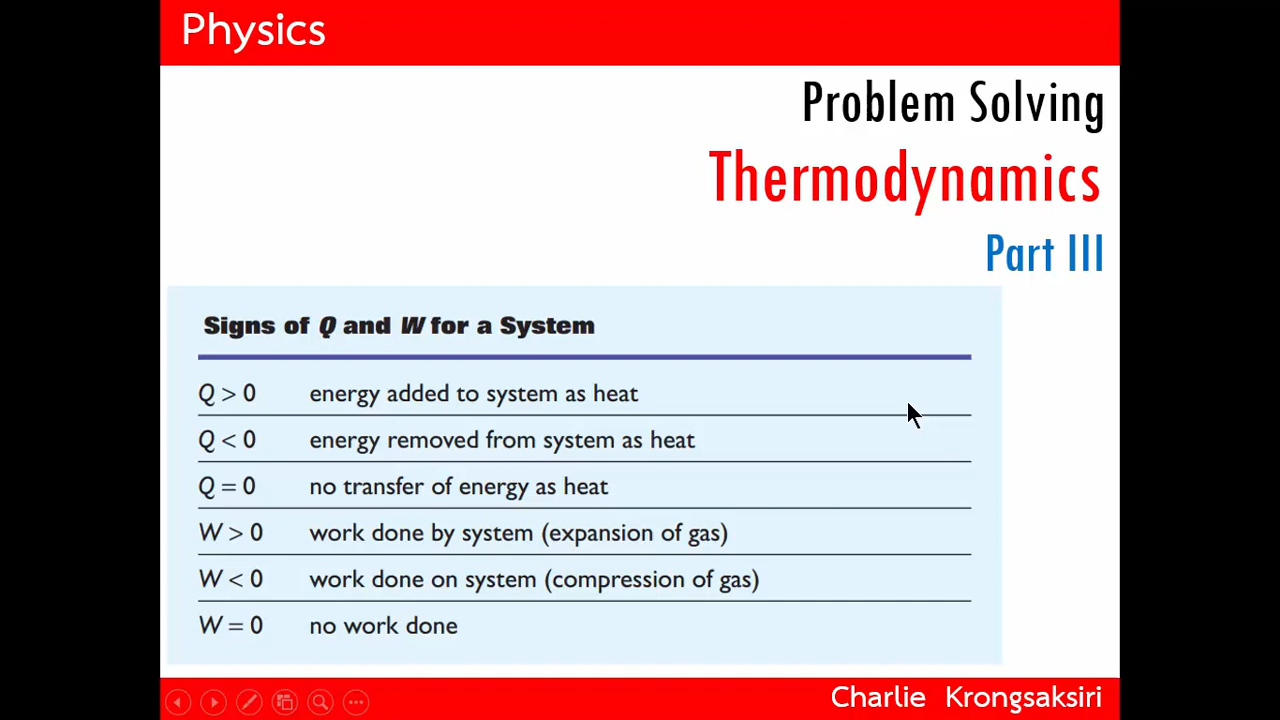 Physics
Problem Solving
Thermodynamics
Part III
Signs of Q and W for a System
Q > 0 energy added to system as heat
Q < 0 energy removed from system as heat
Q = 0 no transfer of energy as heat
W > 0 work done by system (expansion of gas)
W < 0 work done on system (compression of gas)
W = 0 no work done
Charlie Krongsaksiri